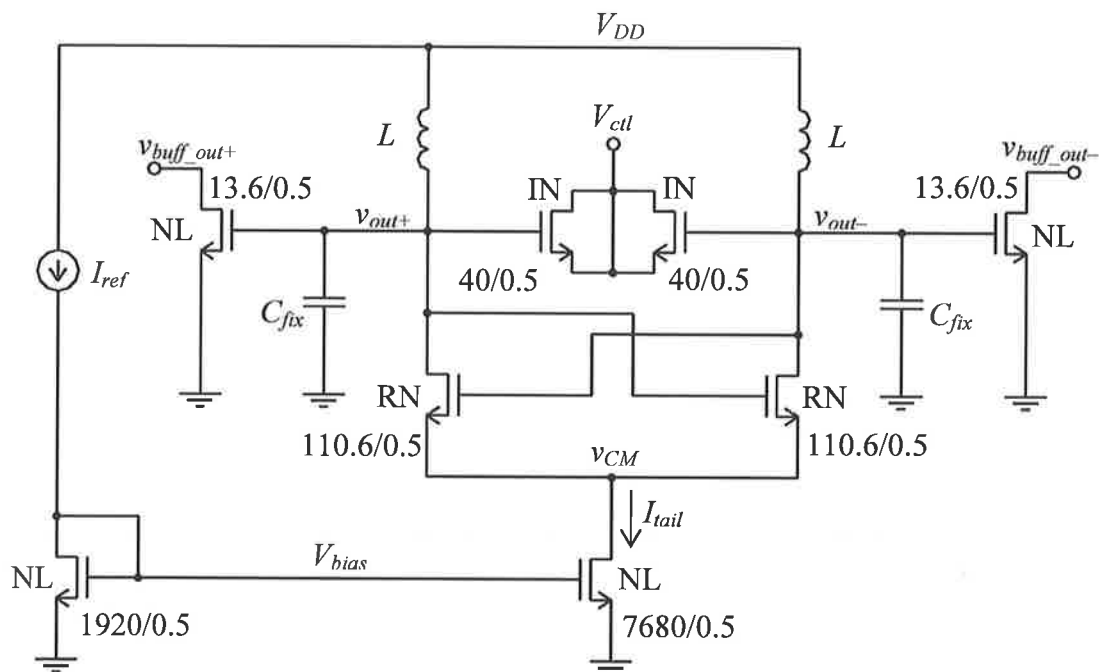 V_DD
L
V_ctl
L
v_buff_out+
v_buff_out−
13.6/0.5
IN
IN
13.6/0.5
NL
v_out+
v_out−
NL
I_ref
40/0.5
40/0.5
C_fix
C_fix
RN
RN
110.6/0.5
v_CM
110.6/0.5
I_tail
NL
V_bias
NL
1920/0.5
7680/0.5